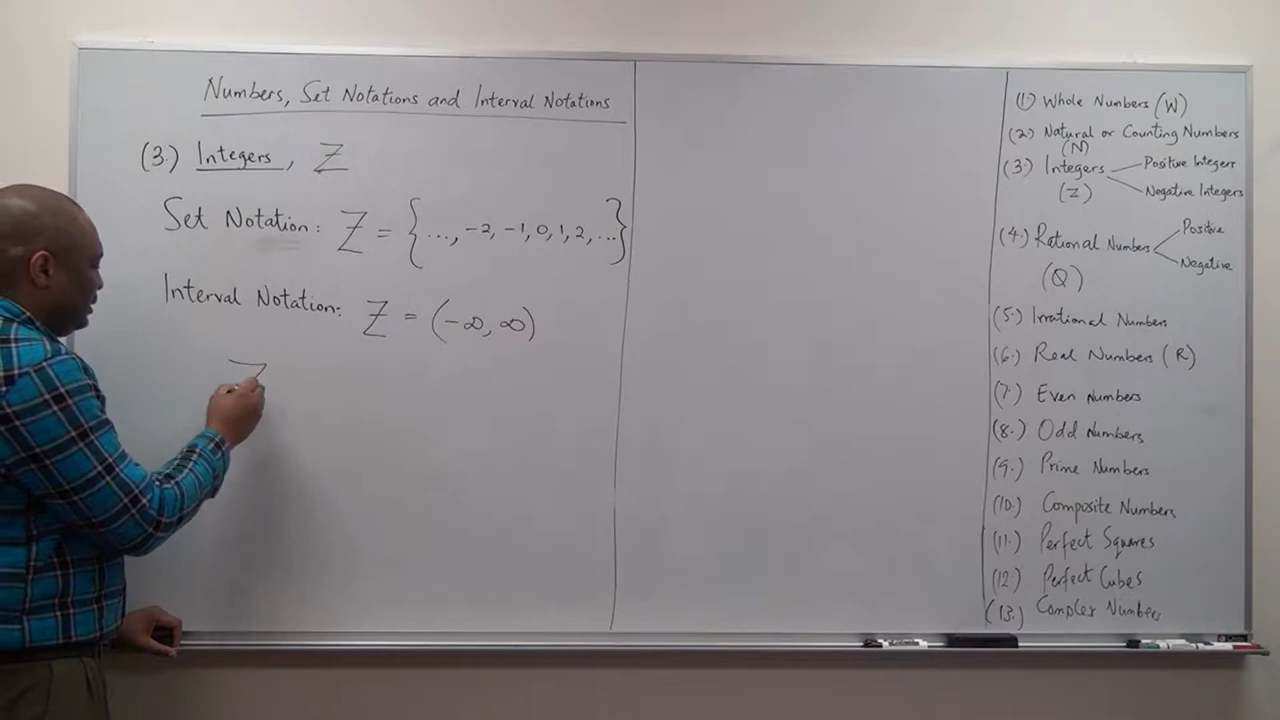 Numbers, Set Notations and Interval Notations
(3.) Integers, Z
Set Notation: Z = {..., -2, -1, 0, 1, 2, ...}
Interval Notation: Z = (-∞, ∞)
Z
(1.) Whole Numbers (W)
(2.) Natural or Counting Numbers
(N)
(3.) Integers
Positive Integers
Negative Integers
(Z)
(4.) Rational Numbers
Positive
Negative
(Q)
(5.) Irrational Numbers
(6.) Real Numbers (R)
(7.) Even Numbers
(8.) Odd Numbers
(9.) Prime Numbers
(10.) Composite Numbers
(11.) Perfect Squares
(12.) Perfect Cubes
(13.) Complex Numbers